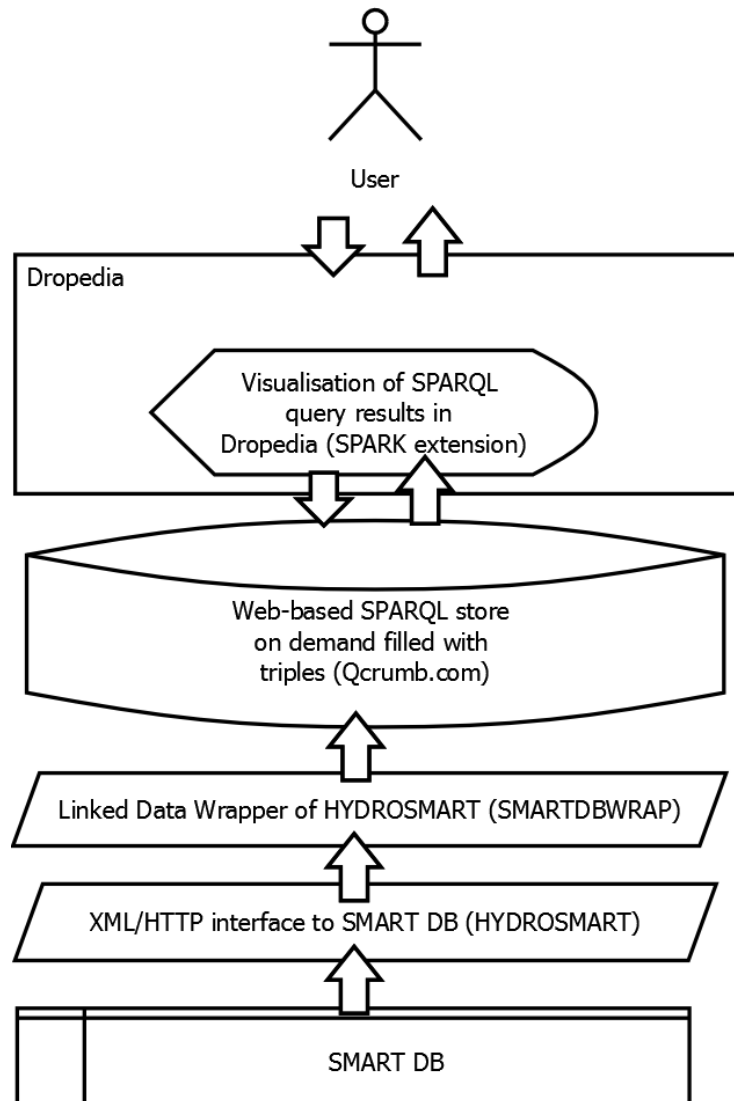 User
Dropedia
Visualisation of SPARQL
query results in
Dropedia (SPARK extension)
Web-based SPARQL store
on demand filled with
triples (Qcrumb.com)
Linked Data Wrapper of HYDROSMART (SMARTDBWRAP)
XML/HTTP interface to SMART DB (HYDROSMART)
SMART DB